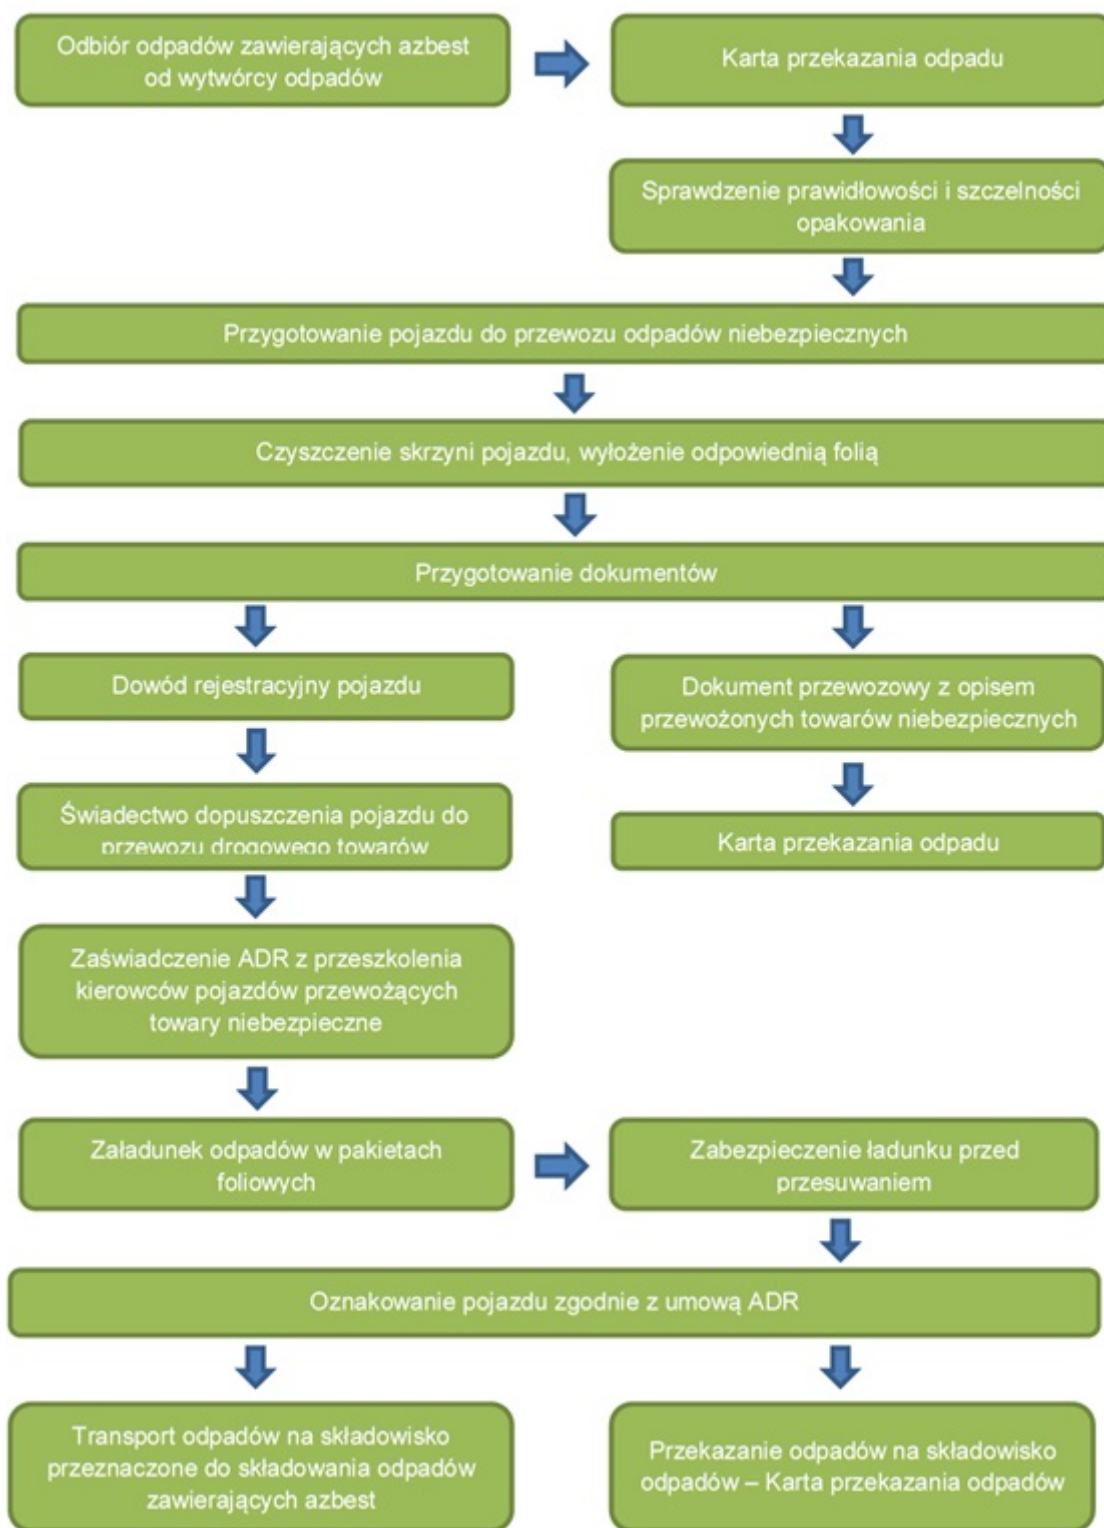 Odbiór odpadów zawierających azbest
od wytwórcy odpadów
Karta przekazania odpadu
Sprawdzenie prawidłowości i szczelności
opakowania
Przygotowanie pojazdu do przewozu odpadów niebezpiecznych
Czyszczenie skrzyni pojazdu, wyłożenie odpowiednią folią
Przygotowanie dokumentów
Dowód rejestracyjny pojazdu
Dokument przewozowy z opisem
przewożonych towarów niebezpiecznych
Świadectwo dopuszczenia pojazdu do
przewozu drogowego towarów
Karta przekazania odpadu
Zaświadczenie ADR z przeszkolenia
kierowców pojazdów przewożących
towary niebezpieczne
Załadunek odpadów w pakietach
foliowych
Zabezpieczenie ładunku przed
przesuwaniem
Oznakowanie pojazdu zgodnie z umową ADR
Transport odpadów na składowisko
przeznaczone do składowania odpadów
zawierających azbest
Przekazanie odpadów na składowisko
odpadów – Karta przekazania odpadów